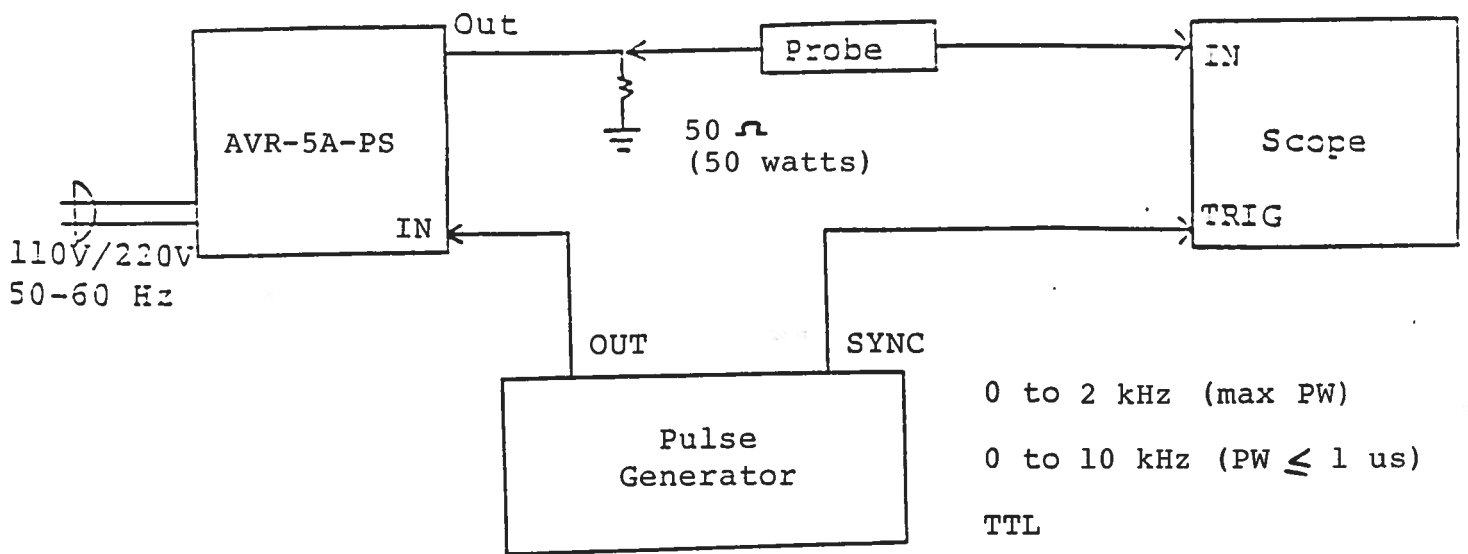 Out
Probe
IN
AVR-5A-PS
50 Ω
(50 watts)
Scope
IN
TRIG
110V/220V
50-60 Hz
OUT
SYNC
Pulse
Generator
0 to 2 kHz (max PW)
0 to 10 kHz (PW ≤ 1 us)
TTL